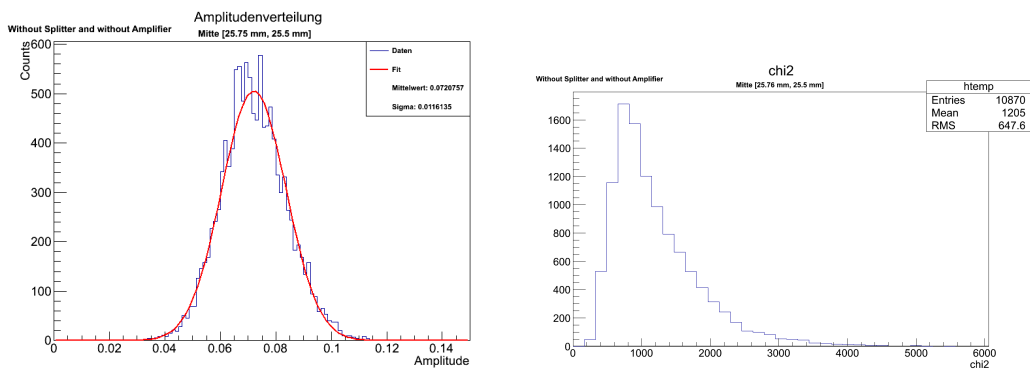 Amplitudenverteilung
Without Splitter and without Amplifier
Mitte [25.75 mm, 25.5 mm]
Counts
600
500
400
300
200
100
0
0 0.02 0.04 0.06 0.08 0.1 0.12 0.14
Amplitude
Daten
Fit
Mittelwert: 0.0720757
Sigma: 0.0116135
chi2
Without Splitter and without Amplifier
Mitte [25.76 mm, 25.5 mm]
htemp
Entries 10870
Mean 1205
RMS 647.6
1600
1400
1200
1000
800
600
400
200
0
0 1000 2000 3000 4000 5000 6000
chi2